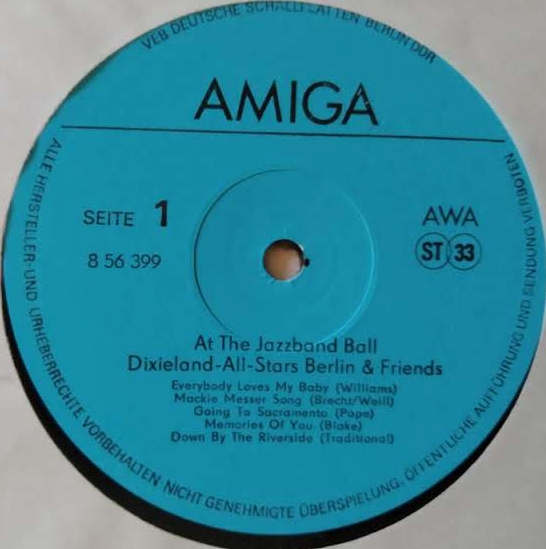 VEB DEUTSCHE SCHALLPLATTEN BERLIN DDR
AMIGA
SEITE 1
AWA
8 56 399
ST 33
At The Jazzband Ball
Dixieland-All-Stars Berlin & Friends
Everybody Loves My Baby (Williams)
Mackie Messer Song (Brecht/Weill)
Going To Sacramento (Pope)
Memories Of You (Blake)
Down By The Riverside (Traditional)
ALLE HERSTELLER- UND URHEBERRECHTE VORBEHALTEN NICHT GENEHMIGTE ÜBERSPIELUNG, ÖFFENTLICHE AUFFÜHRUNG UND SENDUNG VERBOTEN